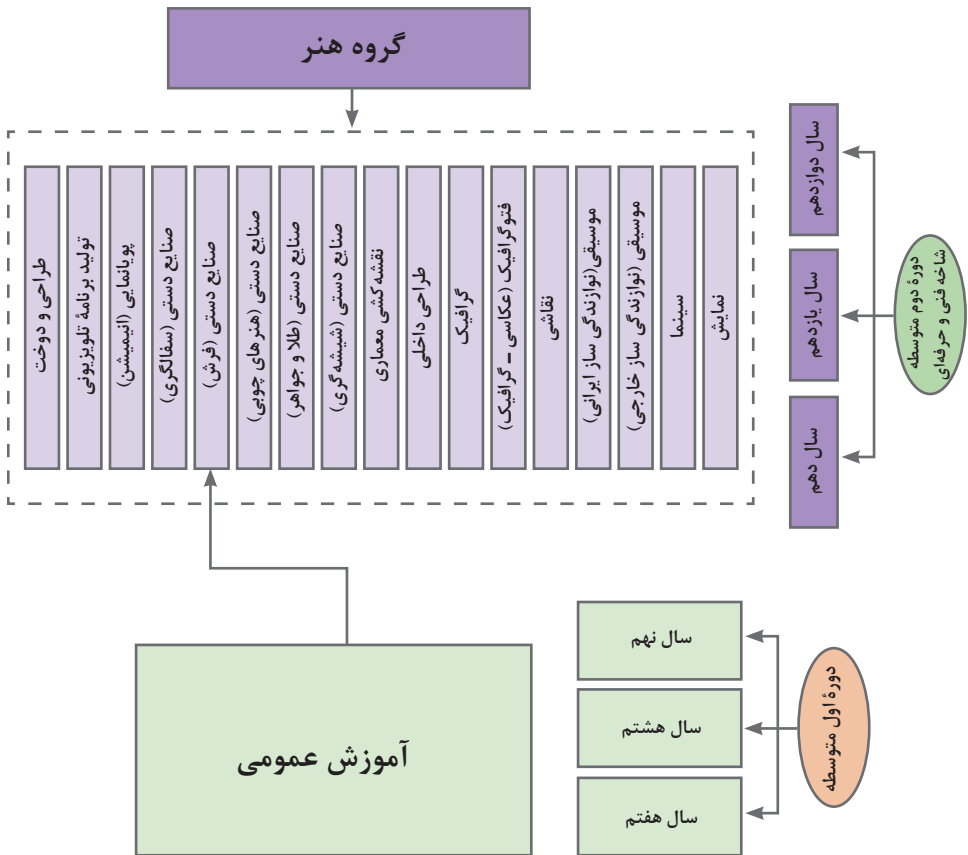 گروه هنر
نمایش
سینما
موسیقی (نوازندگی ساز خارجی)
موسیقی(نوازندگی ساز ایرانی)
نقاشی
فتوگرافیک (عکاسی – گرافیک)
گرافیک
طراحی داخلی
نقشه کشی معماری
صنایع دستی (شیشه گری)
صنایع دستی (طلا و جواهر)
صنایع دستی (هنرهای چوبی)
صنایع دستی (فرش)
صنایع دستی (سفالگری)
پویانمایی (انیمیشن)
تولید برنامۀ تلویزیونی
طراحی و دوخت
دورۀ دوم متوسطه
شاخه فنی و حرفه‌ای
سال دوازدهم
سال یازدهم
سال دهم
دورۀ اول متوسطه
سال نهم
سال هشتم
سال هفتم
آموزش عمومی